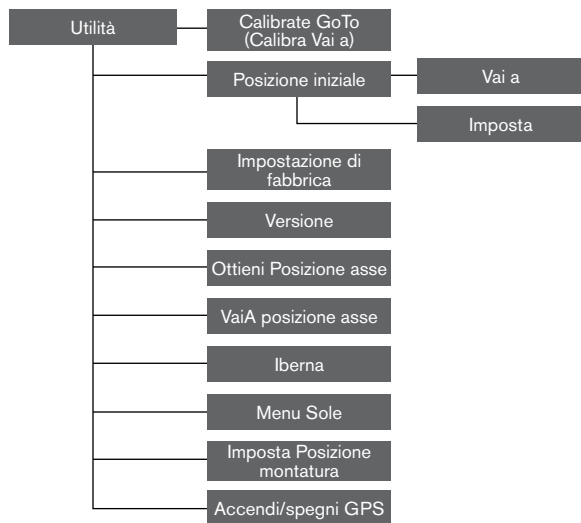 Utilità
Calibrate GoTo
(Calibra Vai a)
Posizione iniziale
Vai a
Imposta
Impostazione di
fabbrica
Versione
Ottieni Posizione asse
VaiA posizione asse
Iberna
Menu Sole
Imposta Posizione
montatura
Accendi/spegni GPS